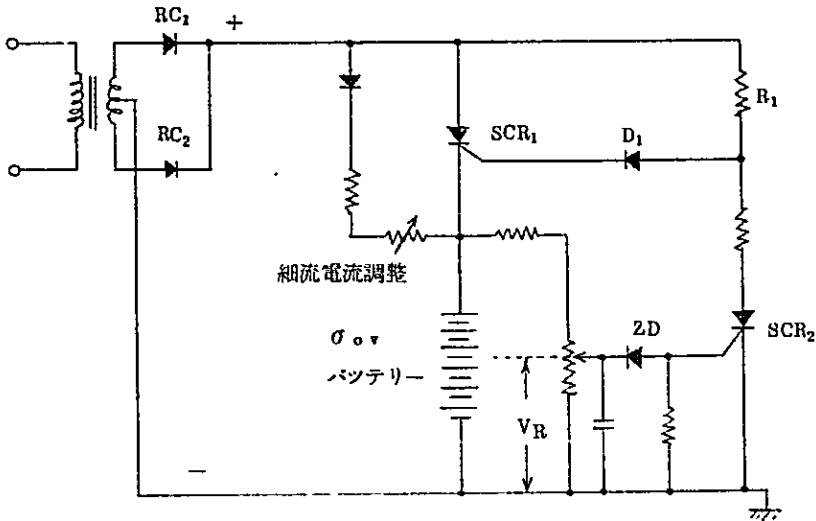 RC₁
+
RC₂
R₁
SCR₁
D₁
細流電流調整
ZD
SCR₂
バッテリー
V_R
−